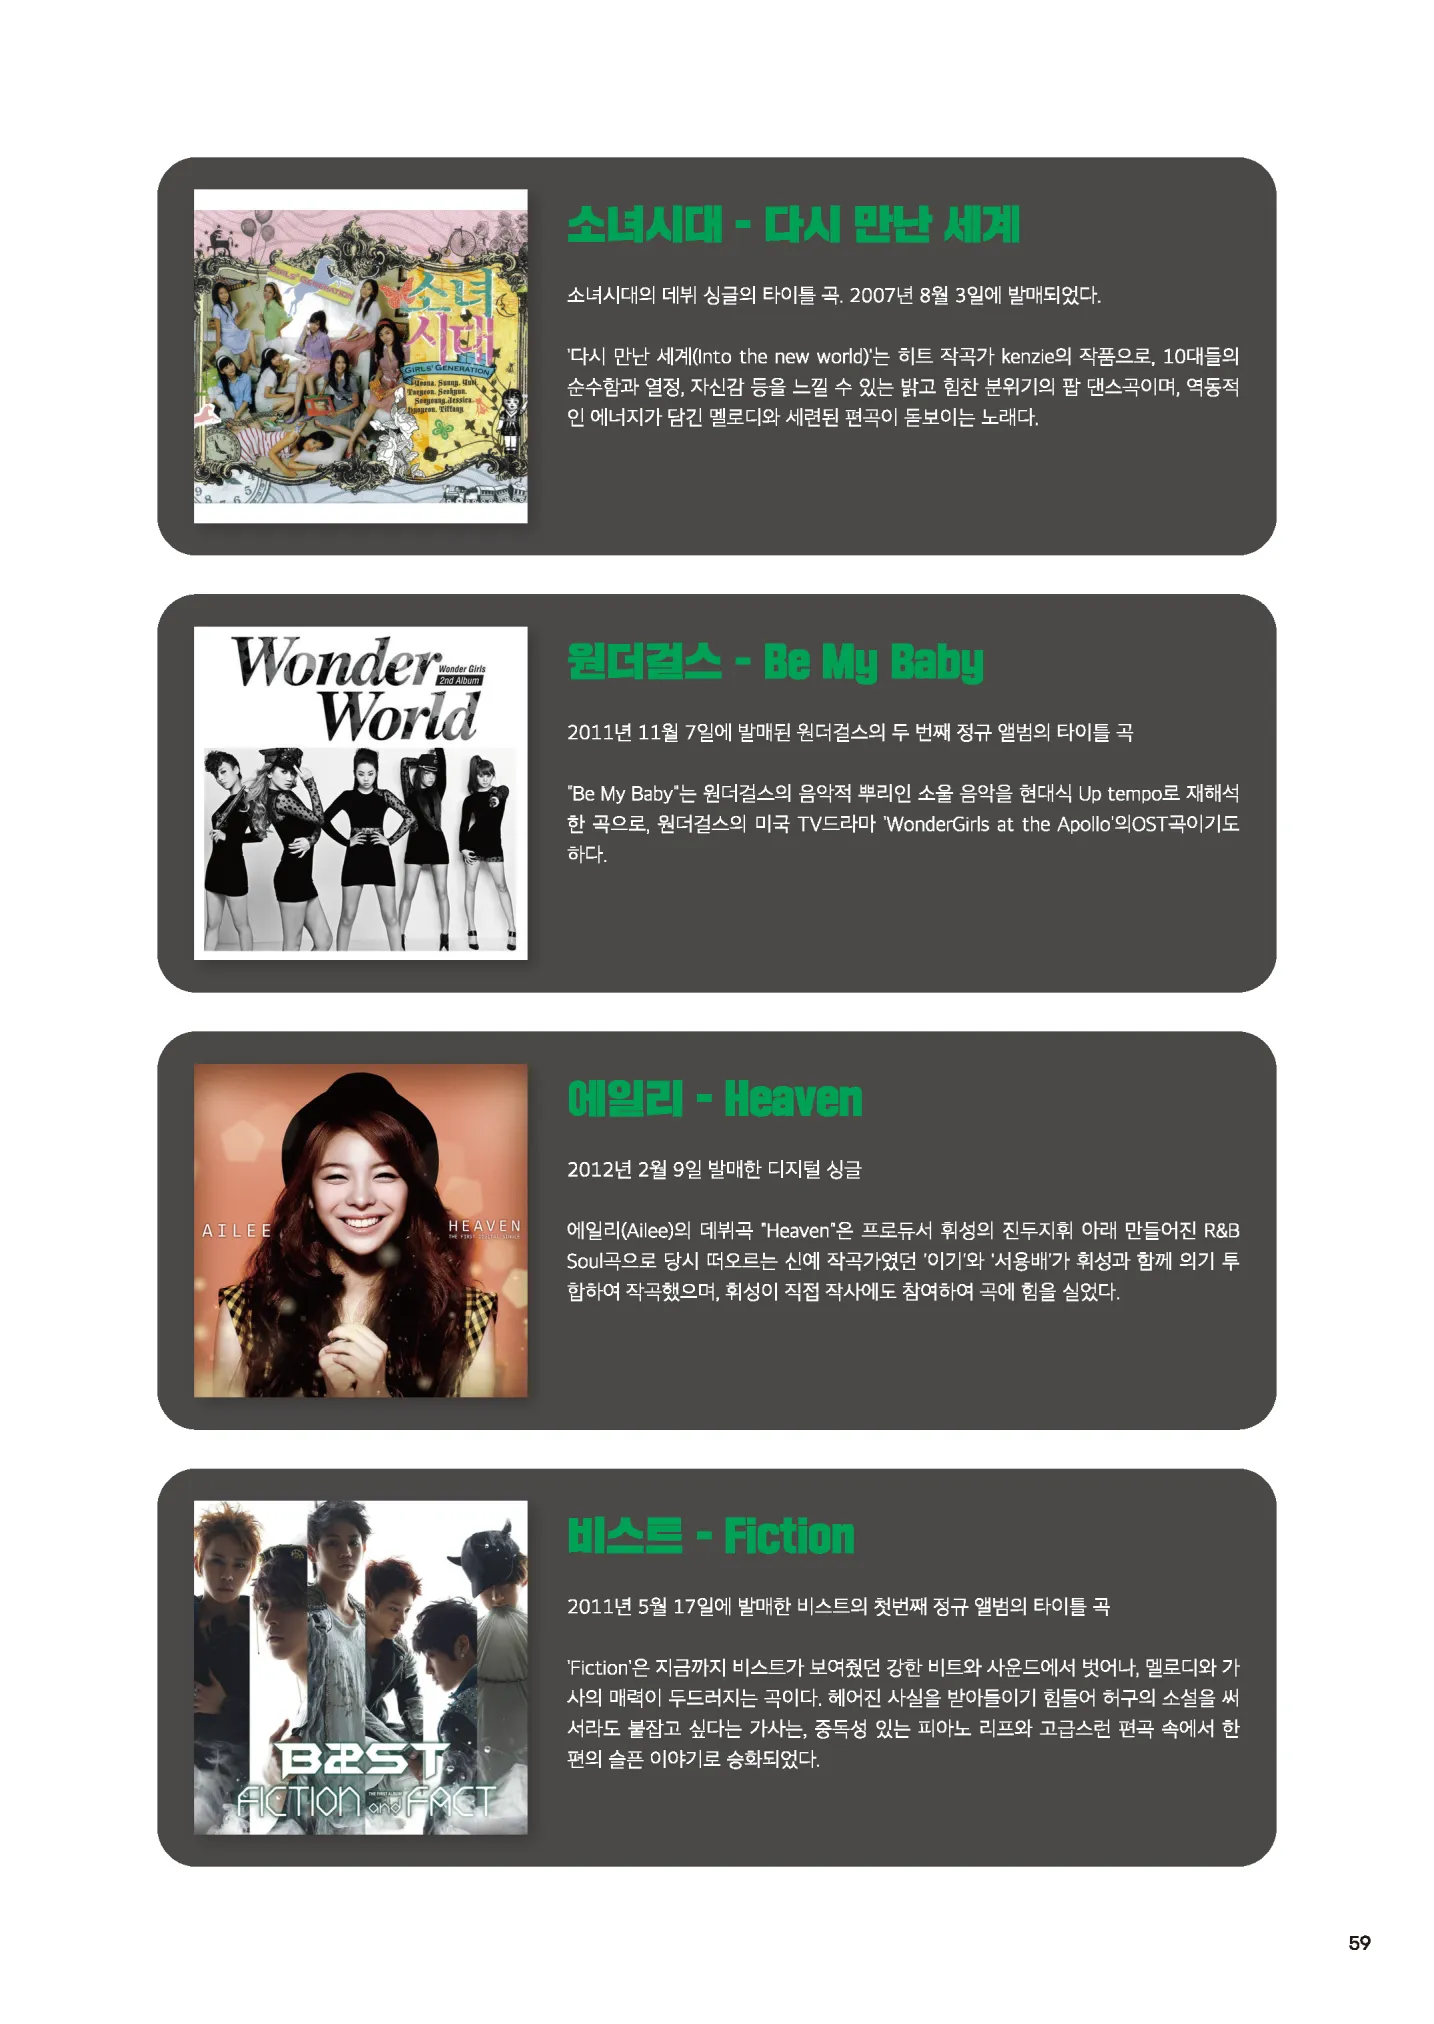 소녀시대 - 다시 만난 세계
소녀시대의 데뷔 싱글의 타이틀 곡. 2007년 8월 3일에 발매되었다.
'다시 만난 세계(Into the new world)'는 히트 작곡가 kenzie의 작품으로, 10대들의
순수함과 열정, 자신감 등을 느낄 수 있는 밝고 힘찬 분위기의 팝 댄스곡이며, 역동적
인 에너지가 담긴 멜로디와 세련된 편곡이 돋보이는 노래다.
GIRLS' GENERATION
소녀
시대
GIRLS' GENERATION
Yoona, Sunny, Yuri
Taeyeon, Seohyun,
Sooyoung, Jessica,
Hyoyeon, Tiffany
원더걸스 - Be My Baby
2011년 11월 7일에 발매된 원더걸스의 두 번째 정규 앨범의 타이틀 곡
"Be My Baby"는 원더걸스의 음악적 뿌리인 소울 음악을 현대식 Up tempo로 재해석
한 곡으로, 원더걸스의 미국 TV드라마 'WonderGirls at the Apollo'의OST곡이기도
하다.
Wonder
World
Wonder Girls
2nd Album
에일리 - Heaven
2012년 2월 9일 발매한 디지털 싱글
에일리(Ailee)의 데뷔곡 "Heaven"은 프로듀서 휘성의 진두지휘 아래 만들어진 R&B
Soul곡으로 당시 떠오르는 신예 작곡가였던 '이기'와 '서용배'가 휘성과 함께 의기 투
합하여 작곡했으며, 휘성이 직접 작사에도 참여하여 곡에 힘을 실었다.
AILEE
HEAVEN
THE FIRST DIGITAL SINGLE
비스트 - Fiction
2011년 5월 17일에 발매한 비스트의 첫번째 정규 앨범의 타이틀 곡
'Fiction'은 지금까지 비스트가 보여줬던 강한 비트와 사운드에서 벗어나, 멜로디와 가
사의 매력이 두드러지는 곡이다. 헤어진 사실을 받아들이기 힘들어 허구의 소설을 써
서라도 붙잡고 싶다는 가사는, 중독성 있는 피아노 리프와 고급스런 편곡 속에서 한
편의 슬픈 이야기로 승화되었다.
B2ST
FICTION and FACT
THE FIRST ALBUM
59